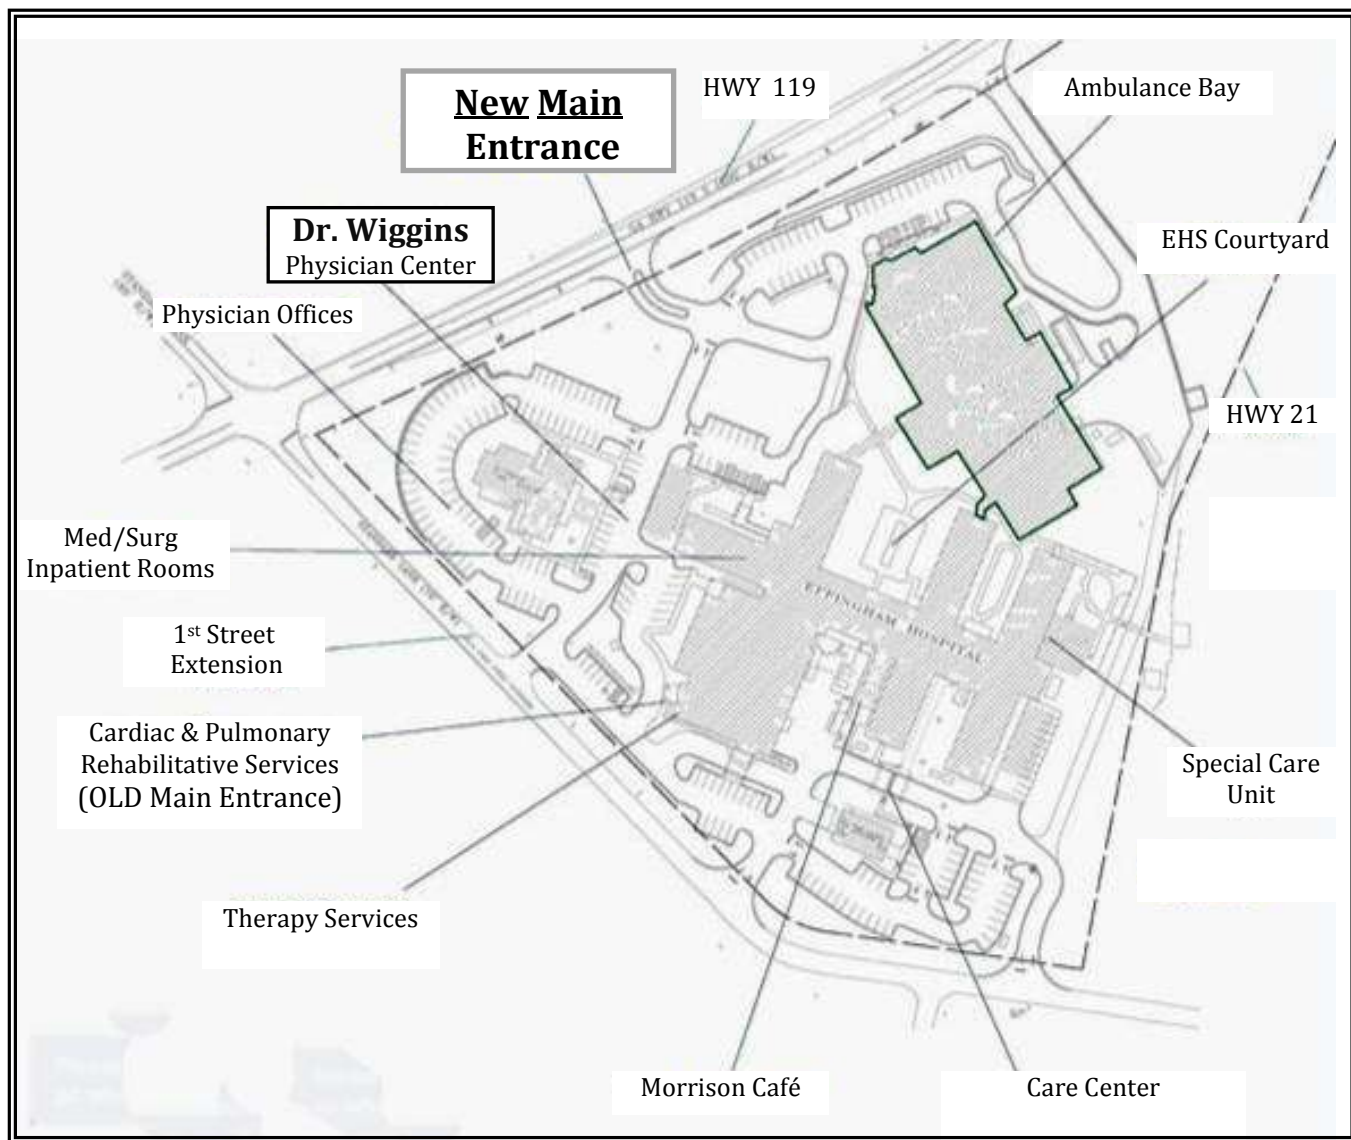 New Main
Entrance
HWY 119
Ambulance Bay
Dr. Wiggins
Physician Center
EHS Courtyard
Physician Offices
HWY 21
Med/Surg
Inpatient Rooms
EFFINGHAM HOSPITAL
1st Street
Extension
Cardiac & Pulmonary
Rehabilitative Services
(OLD Main Entrance)
Special Care
Unit
Therapy Services
Morrison Café
Care Center